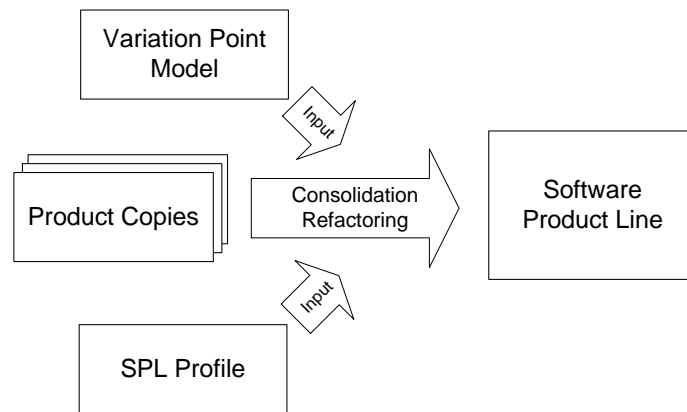 Variation Point
Model
Input
Product Copies
Consolidation
Refactoring
Software
Product Line
Input
SPL Profile